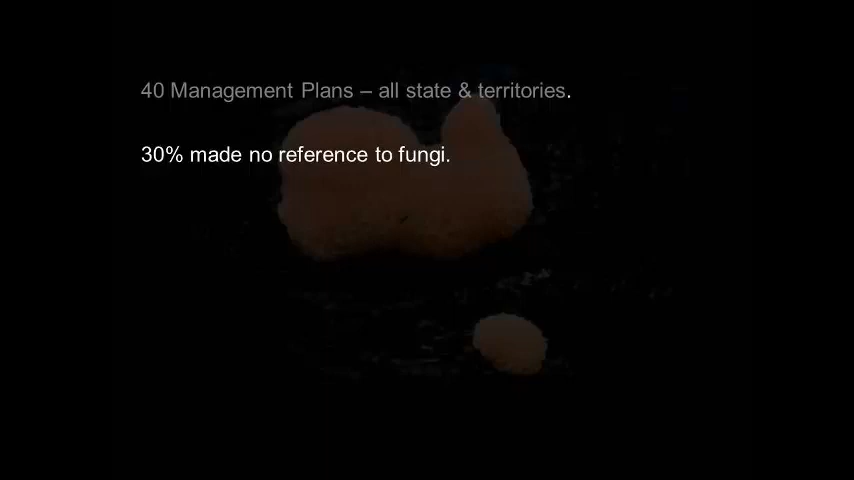 40 Management Plans – all state & territories.
30% made no reference to fungi.